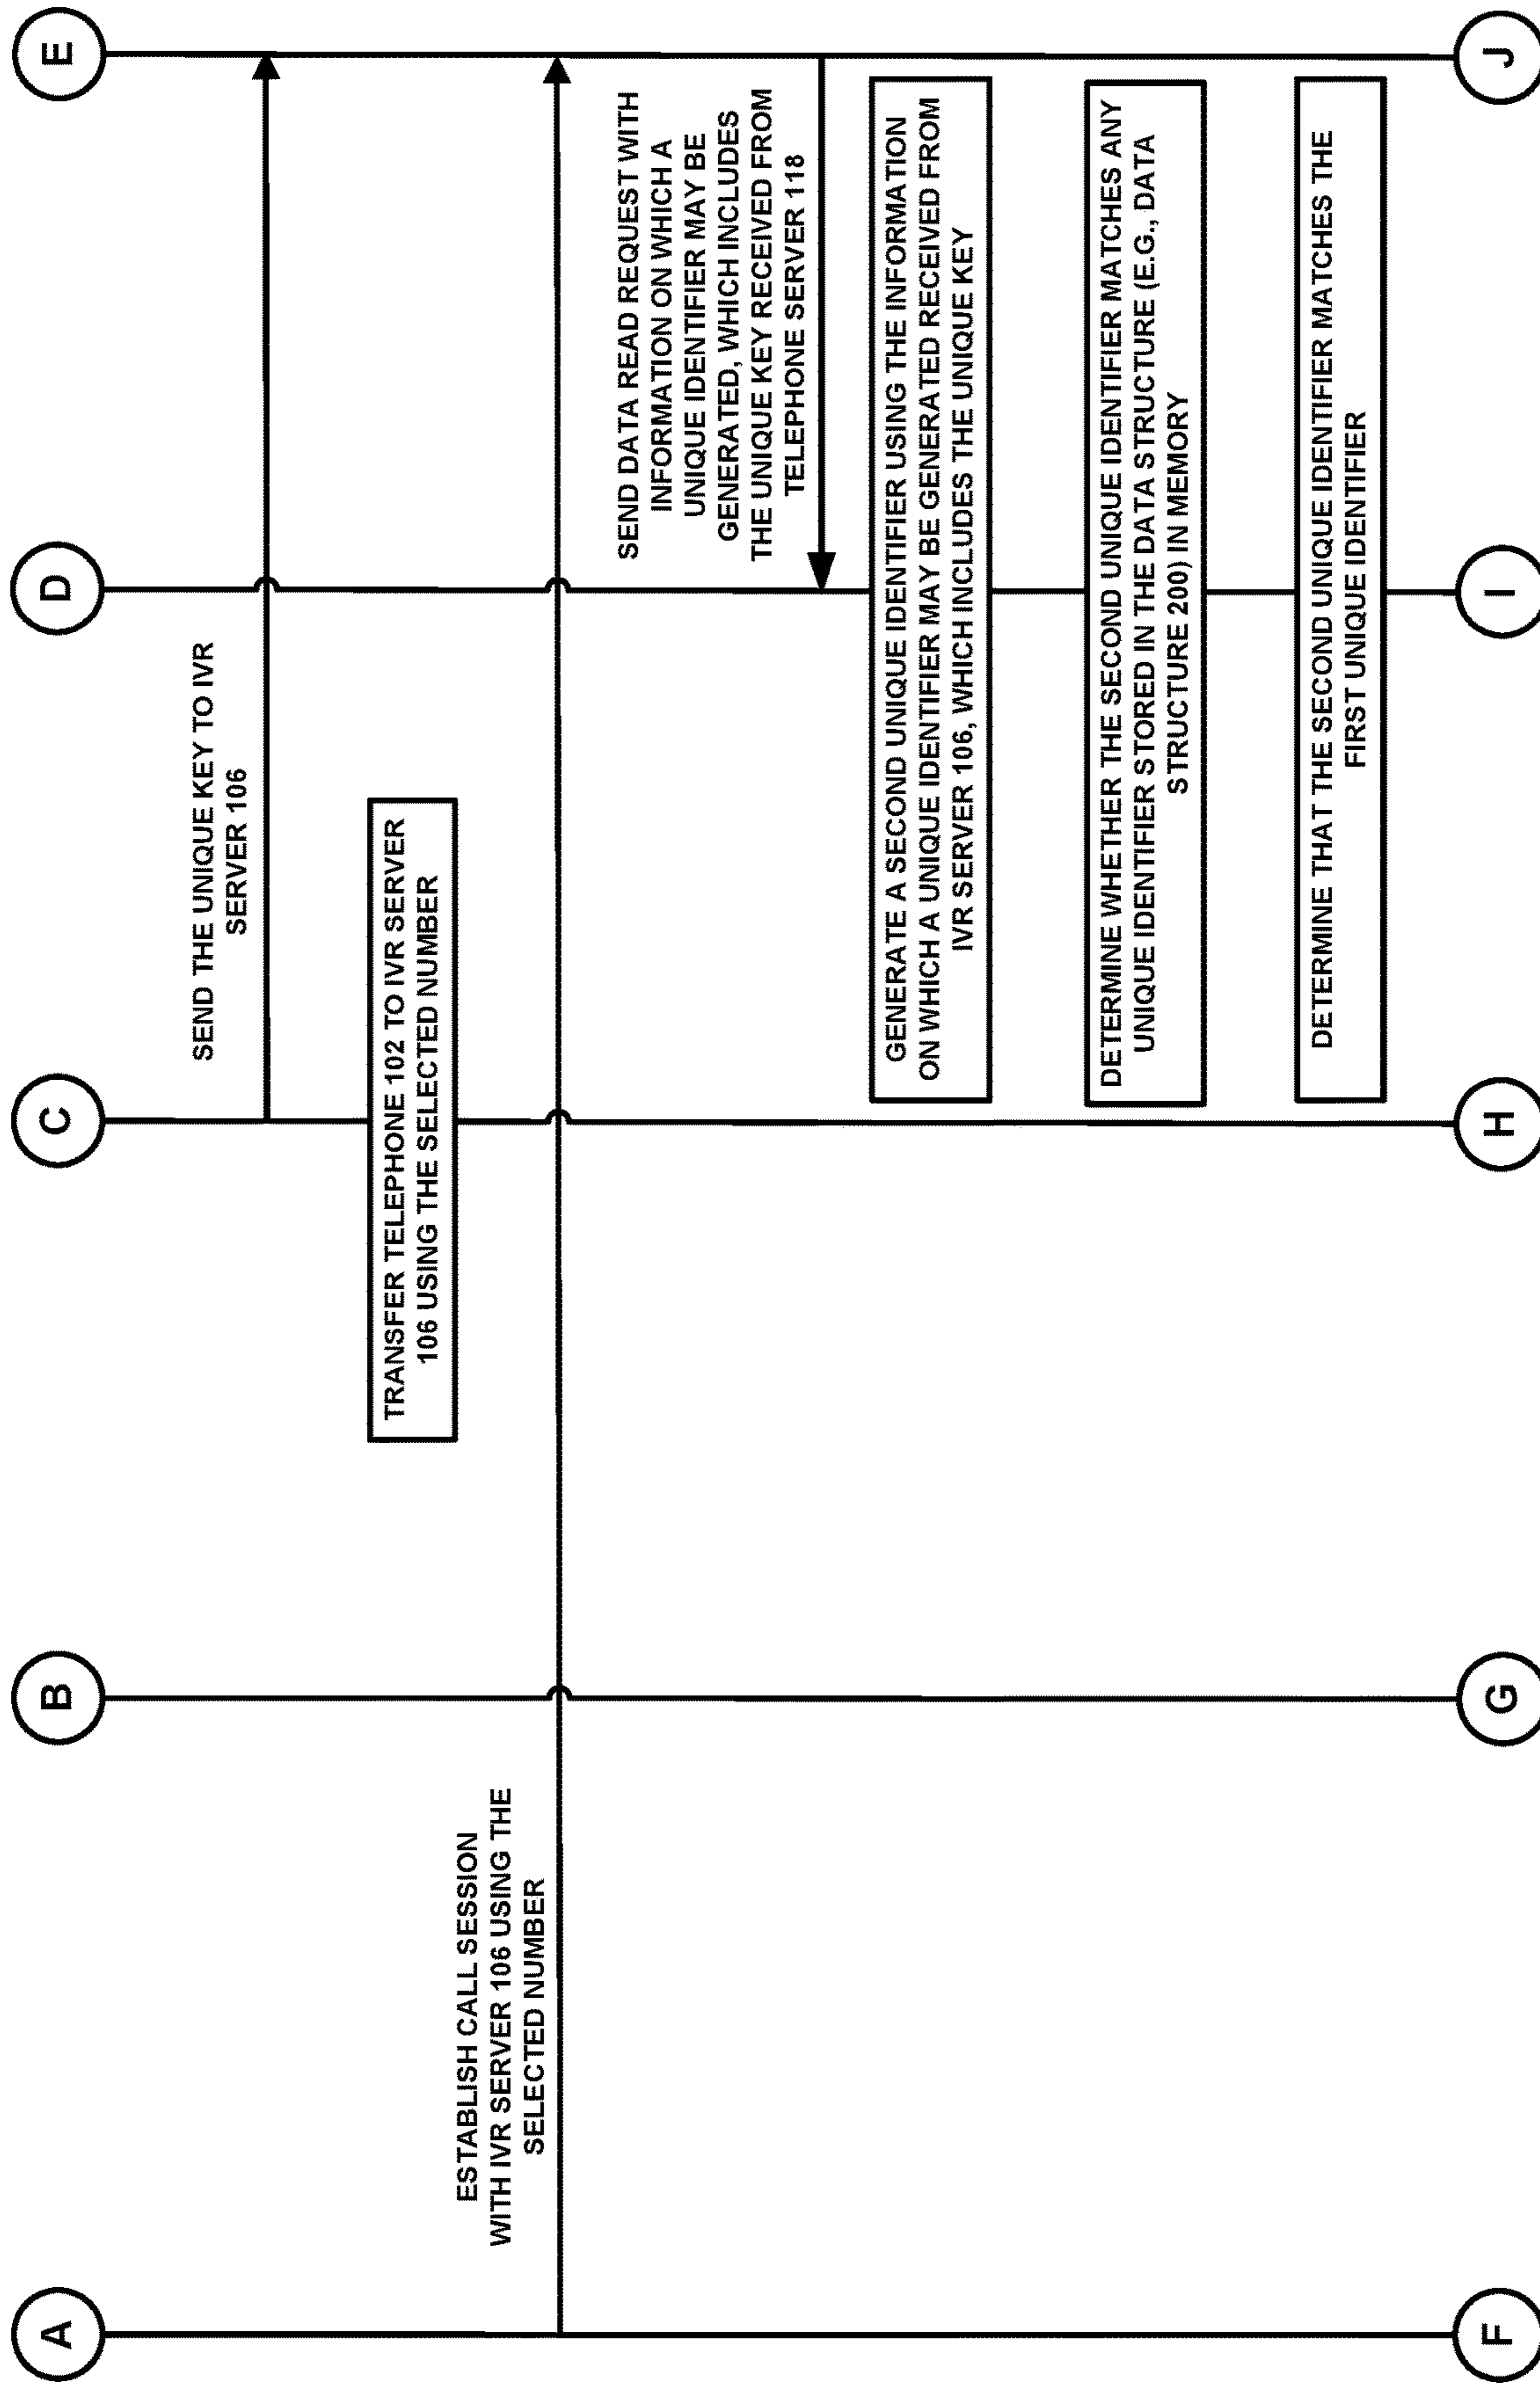 A
B
C
D
E
SEND THE UNIQUE KEY TO IVR
SERVER 106
TRANSFER TELEPHONE 102 TO IVR SERVER
106 USING THE SELECTED NUMBER
ESTABLISH CALL SESSION
WITH IVR SERVER 106 USING THE
SELECTED NUMBER
SEND DATA READ REQUEST WITH
INFORMATION ON WHICH A
UNIQUE IDENTIFIER MAY BE
GENERATED, WHICH INCLUDES
THE UNIQUE KEY RECEIVED FROM
TELEPHONE SERVER 118
GENERATE A SECOND UNIQUE IDENTIFIER USING THE INFORMATION
ON WHICH A UNIQUE IDENTIFIER MAY BE GENERATED RECEIVED FROM
IVR SERVER 106, WHICH INCLUDES THE UNIQUE KEY
DETERMINE WHETHER THE SECOND UNIQUE IDENTIFIER MATCHES ANY
UNIQUE IDENTIFIER STORED IN THE DATA STRUCTURE (E.G., DATA
STRUCTURE 200) IN MEMORY
DETERMINE THAT THE SECOND UNIQUE IDENTIFIER MATCHES THE
FIRST UNIQUE IDENTIFIER
F
G
H
I
J